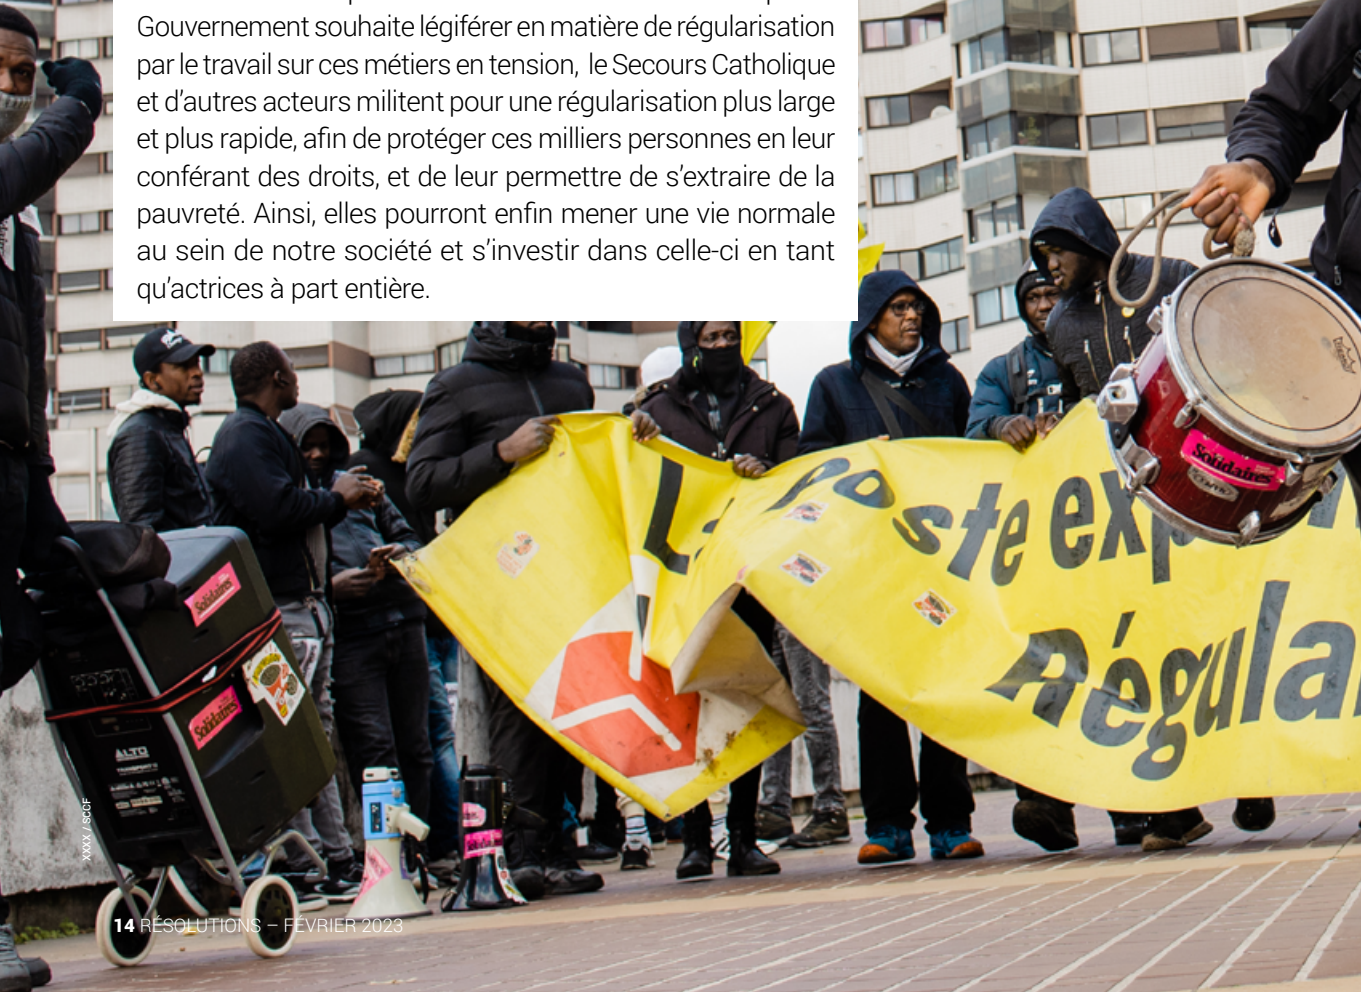 Gouvernement souhaite légiférer en matière de régularisation
par le travail sur ces métiers en tension, le Secours Catholique
et d'autres acteurs militent pour une régularisation plus large
et plus rapide, afin de protéger ces milliers personnes en leur
conférant des droits, et de leur permettre de s'extraire de la
pauvreté. Ainsi, elles pourront enfin mener une vie normale
au sein de notre société et s'investir dans celle-ci en tant
qu'actrices à part entière.
La Poste exp
Régula
Solidaires
Solidaires
Solidaires
Solidaires
ALTO
XXXX / SCCF
14 RÉSOLUTIONS – FÉVRIER 2023